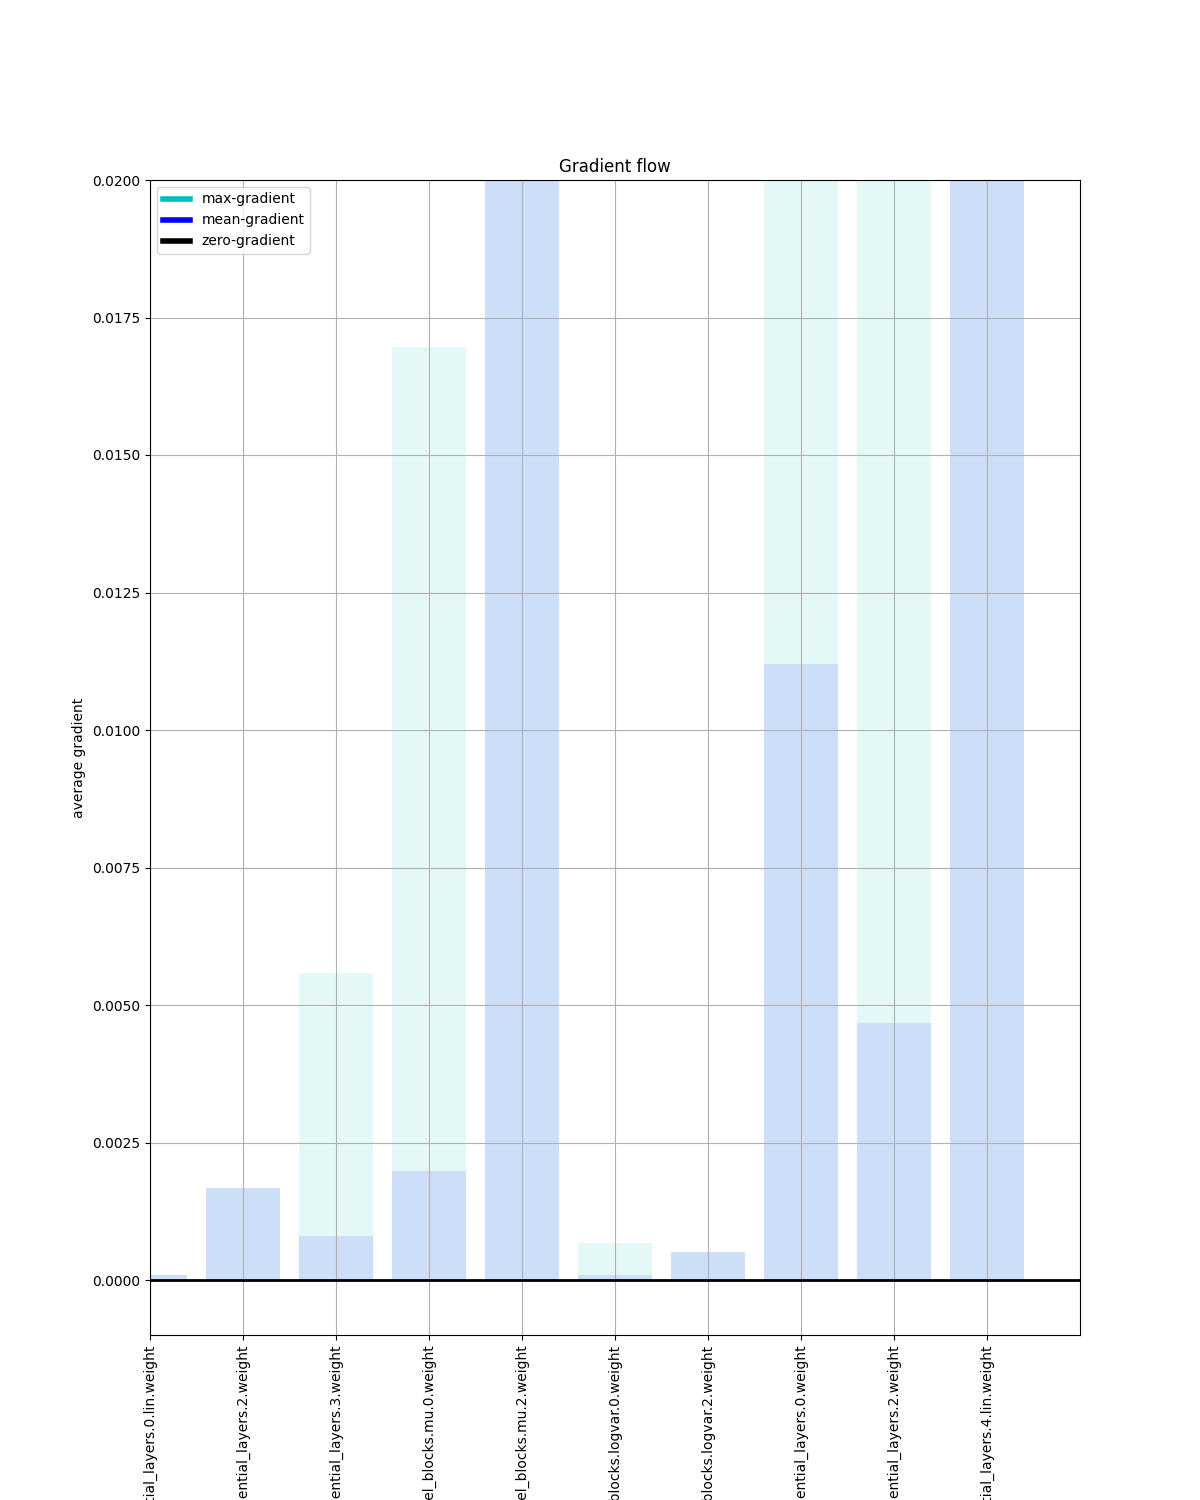 Gradient flow
max-gradient
mean-gradient
zero-gradient
0.0200
0.0175
0.0150
0.0125
0.0100
0.0075
0.0050
0.0025
0.0000
average gradient
tial_layers.0.lin.weight
ential_layers.2.weight
ential_layers.3.weight
el_blocks.mu.0.weight
el_blocks.mu.2.weight
blocks.logvar.0.weight
blocks.logvar.2.weight
ential_layers.0.weight
ential_layers.2.weight
tial_layers.4.lin.weight